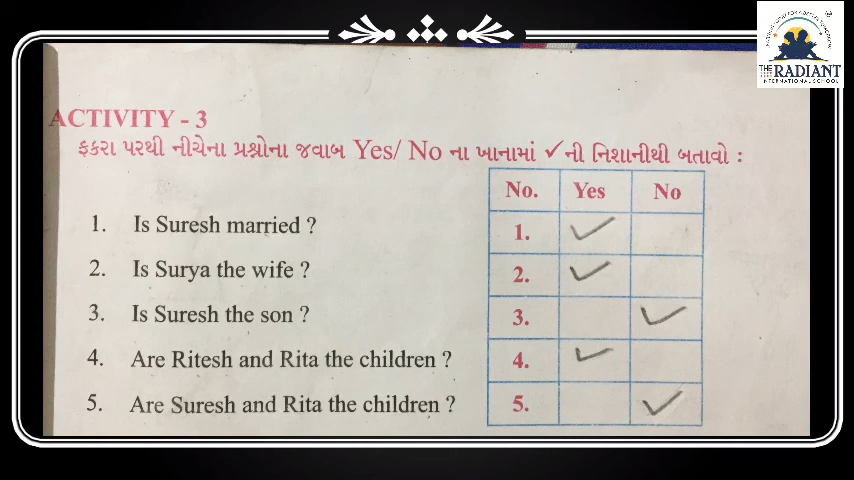 THE RADIANT
INTERNATIONAL SCHOOL
ACTIVITY - 3
ફકરા પરથી નીચેના પ્રશ્નોના જવાબ Yes/ No ના ખાનામાં ✓ની નિશાનીથી બતાવો :
No. Yes No
1. Is Suresh married ? 1. ✓
2. Is Surya the wife ? 2. ✓
3. Is Suresh the son ? 3. ✓
4. Are Ritesh and Rita the children ? 4. ✓
5. Are Suresh and Rita the children ? 5. ✓